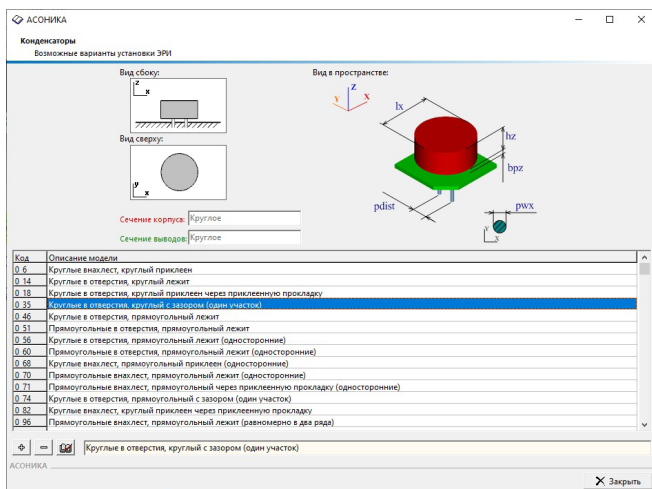 АСОНИКА
Конденсаторы
Возможные варианты установки ЭРИ
Вид сбоку:
Вид в пространстве:
z
x
Z
Y
X
lx
hz
bpz
Вид сверху:
y
x
pdist
pwx
Y
X
Сечение корпуса: Круглое
Сечение выводов: Круглое
Код Описание модели
0 6 Круглые внахлест, круглый приклеен
0 14 Круглые в отверстия, круглый лежит
0 18 Круглые в отверстия, круглый приклеен через приклеенную прокладку
0 35 Круглые в отверстия, круглый с зазором (один участок)
0 46 Круглые в отверстия, прямоугольный лежит
0 51 Прямоугольные в отверстия, прямоугольный лежит
0 56 Круглые в отверстия, прямоугольный лежит (односторонние)
0 60 Прямоугольные в отверстия, прямоугольный лежит (односторонние)
0 68 Круглые внахлест, прямоугольный приклеен (односторонние)
0 70 Прямоугольные внахлест, прямоугольный лежит (односторонние)
0 71 Прямоугольные внахлест, прямоугольный через приклеенную прокладку (односторонние)
0 74 Круглые в отверстия, прямоугольный с зазором (один участок)
0 82 Круглые внахлест, круглый приклеен через приклеенную прокладку
0 96 Прямоугольные внахлест, прямоугольный лежит (равномерно в два ряда)
Круглые в отверстия, круглый с зазором (один участок)
АСОНИКА
Закрыть